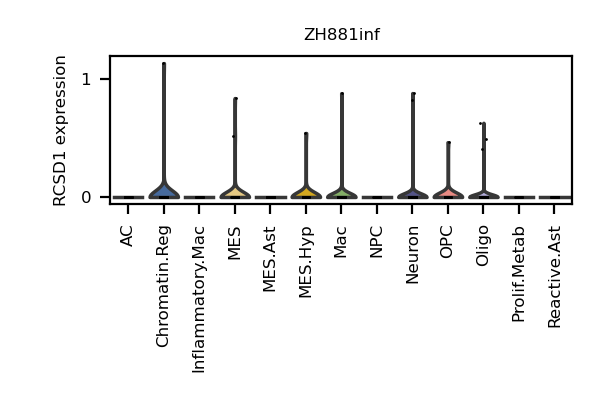 ZH881inf
RCSD1 expression
1
0
AC
Chromatin.Reg
Inflammatory.Mac
MES
MES.Ast
MES.Hyp
Mac
NPC
Neuron
OPC
Oligo
Prolif.Metab
Reactive.Ast